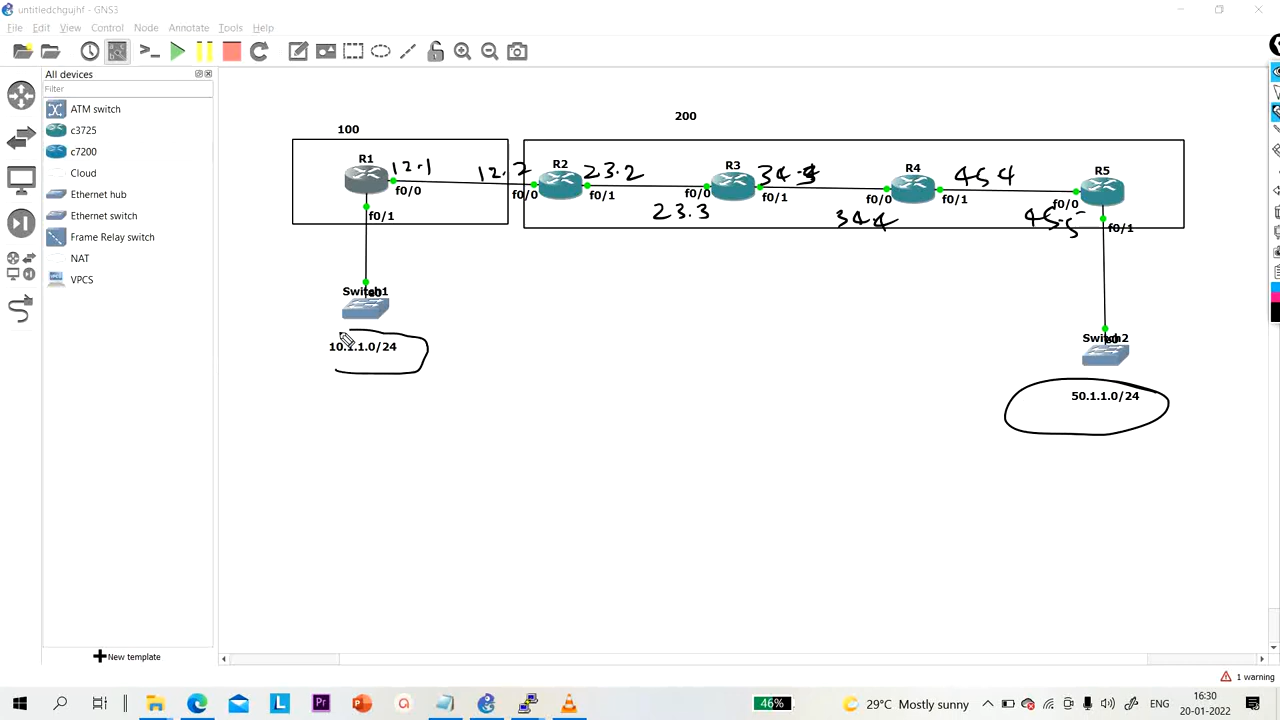 untitledchgujhf - GNS3
File Edit View Control Node Annotate Tools Help
All devices
Filter
ATM switch
c3725
c7200
Cloud
Ethernet hub
Ethernet switch
Frame Relay switch
NAT
VPCS
New template
100
200
R1
12.1
12.2
R2
23.2
R3
R4
45 4
R5
f0/0
f0/0
f0/1
f0/0
f0/1
f0/0
f0/1
f0/0
23.3
34 4
45.5
f0/1
f0/1
Switch1
10.1.1.0/24
Switch2
50.1.1.0/24
1 warning
46%
29°C Mostly sunny
ENG
16:30
20-01-2022